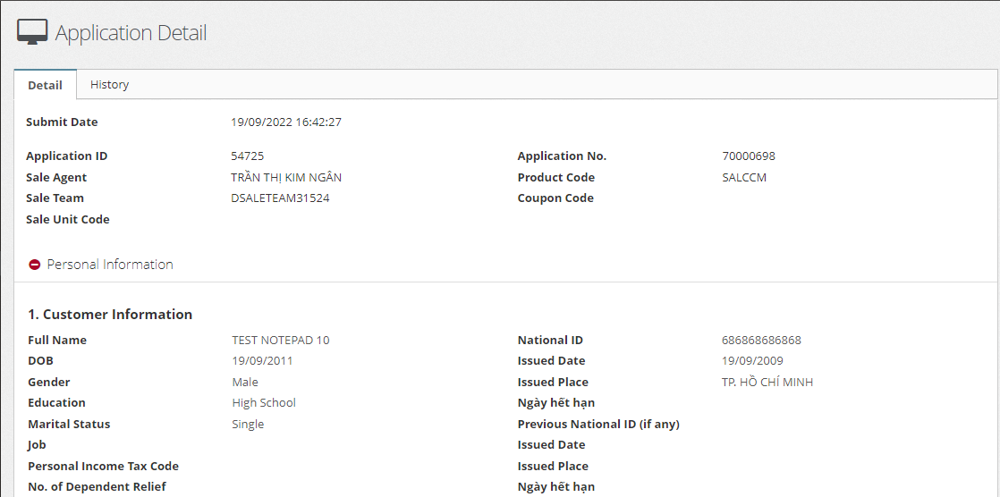 Application Detail
Detail History
Submit Date 19/09/2022 16:42:27
Application ID 54725 Application No. 70000698
Sale Agent TRẦN THỊ KIM NGÂN Product Code SALCCM
Sale Team DSALETEAM31524 Coupon Code
Sale Unit Code
Personal Information
1. Customer Information
Full Name TEST NOTEPAD 10 National ID 686868686868
DOB 19/09/2011 Issued Date 19/09/2009
Gender Male Issued Place TP. HỒ CHÍ MINH
Education High School Ngày hết hạn
Marital Status Single Previous National ID (if any)
Job Issued Date
Personal Income Tax Code Issued Place
No. of Dependent Relief Ngày hết hạn